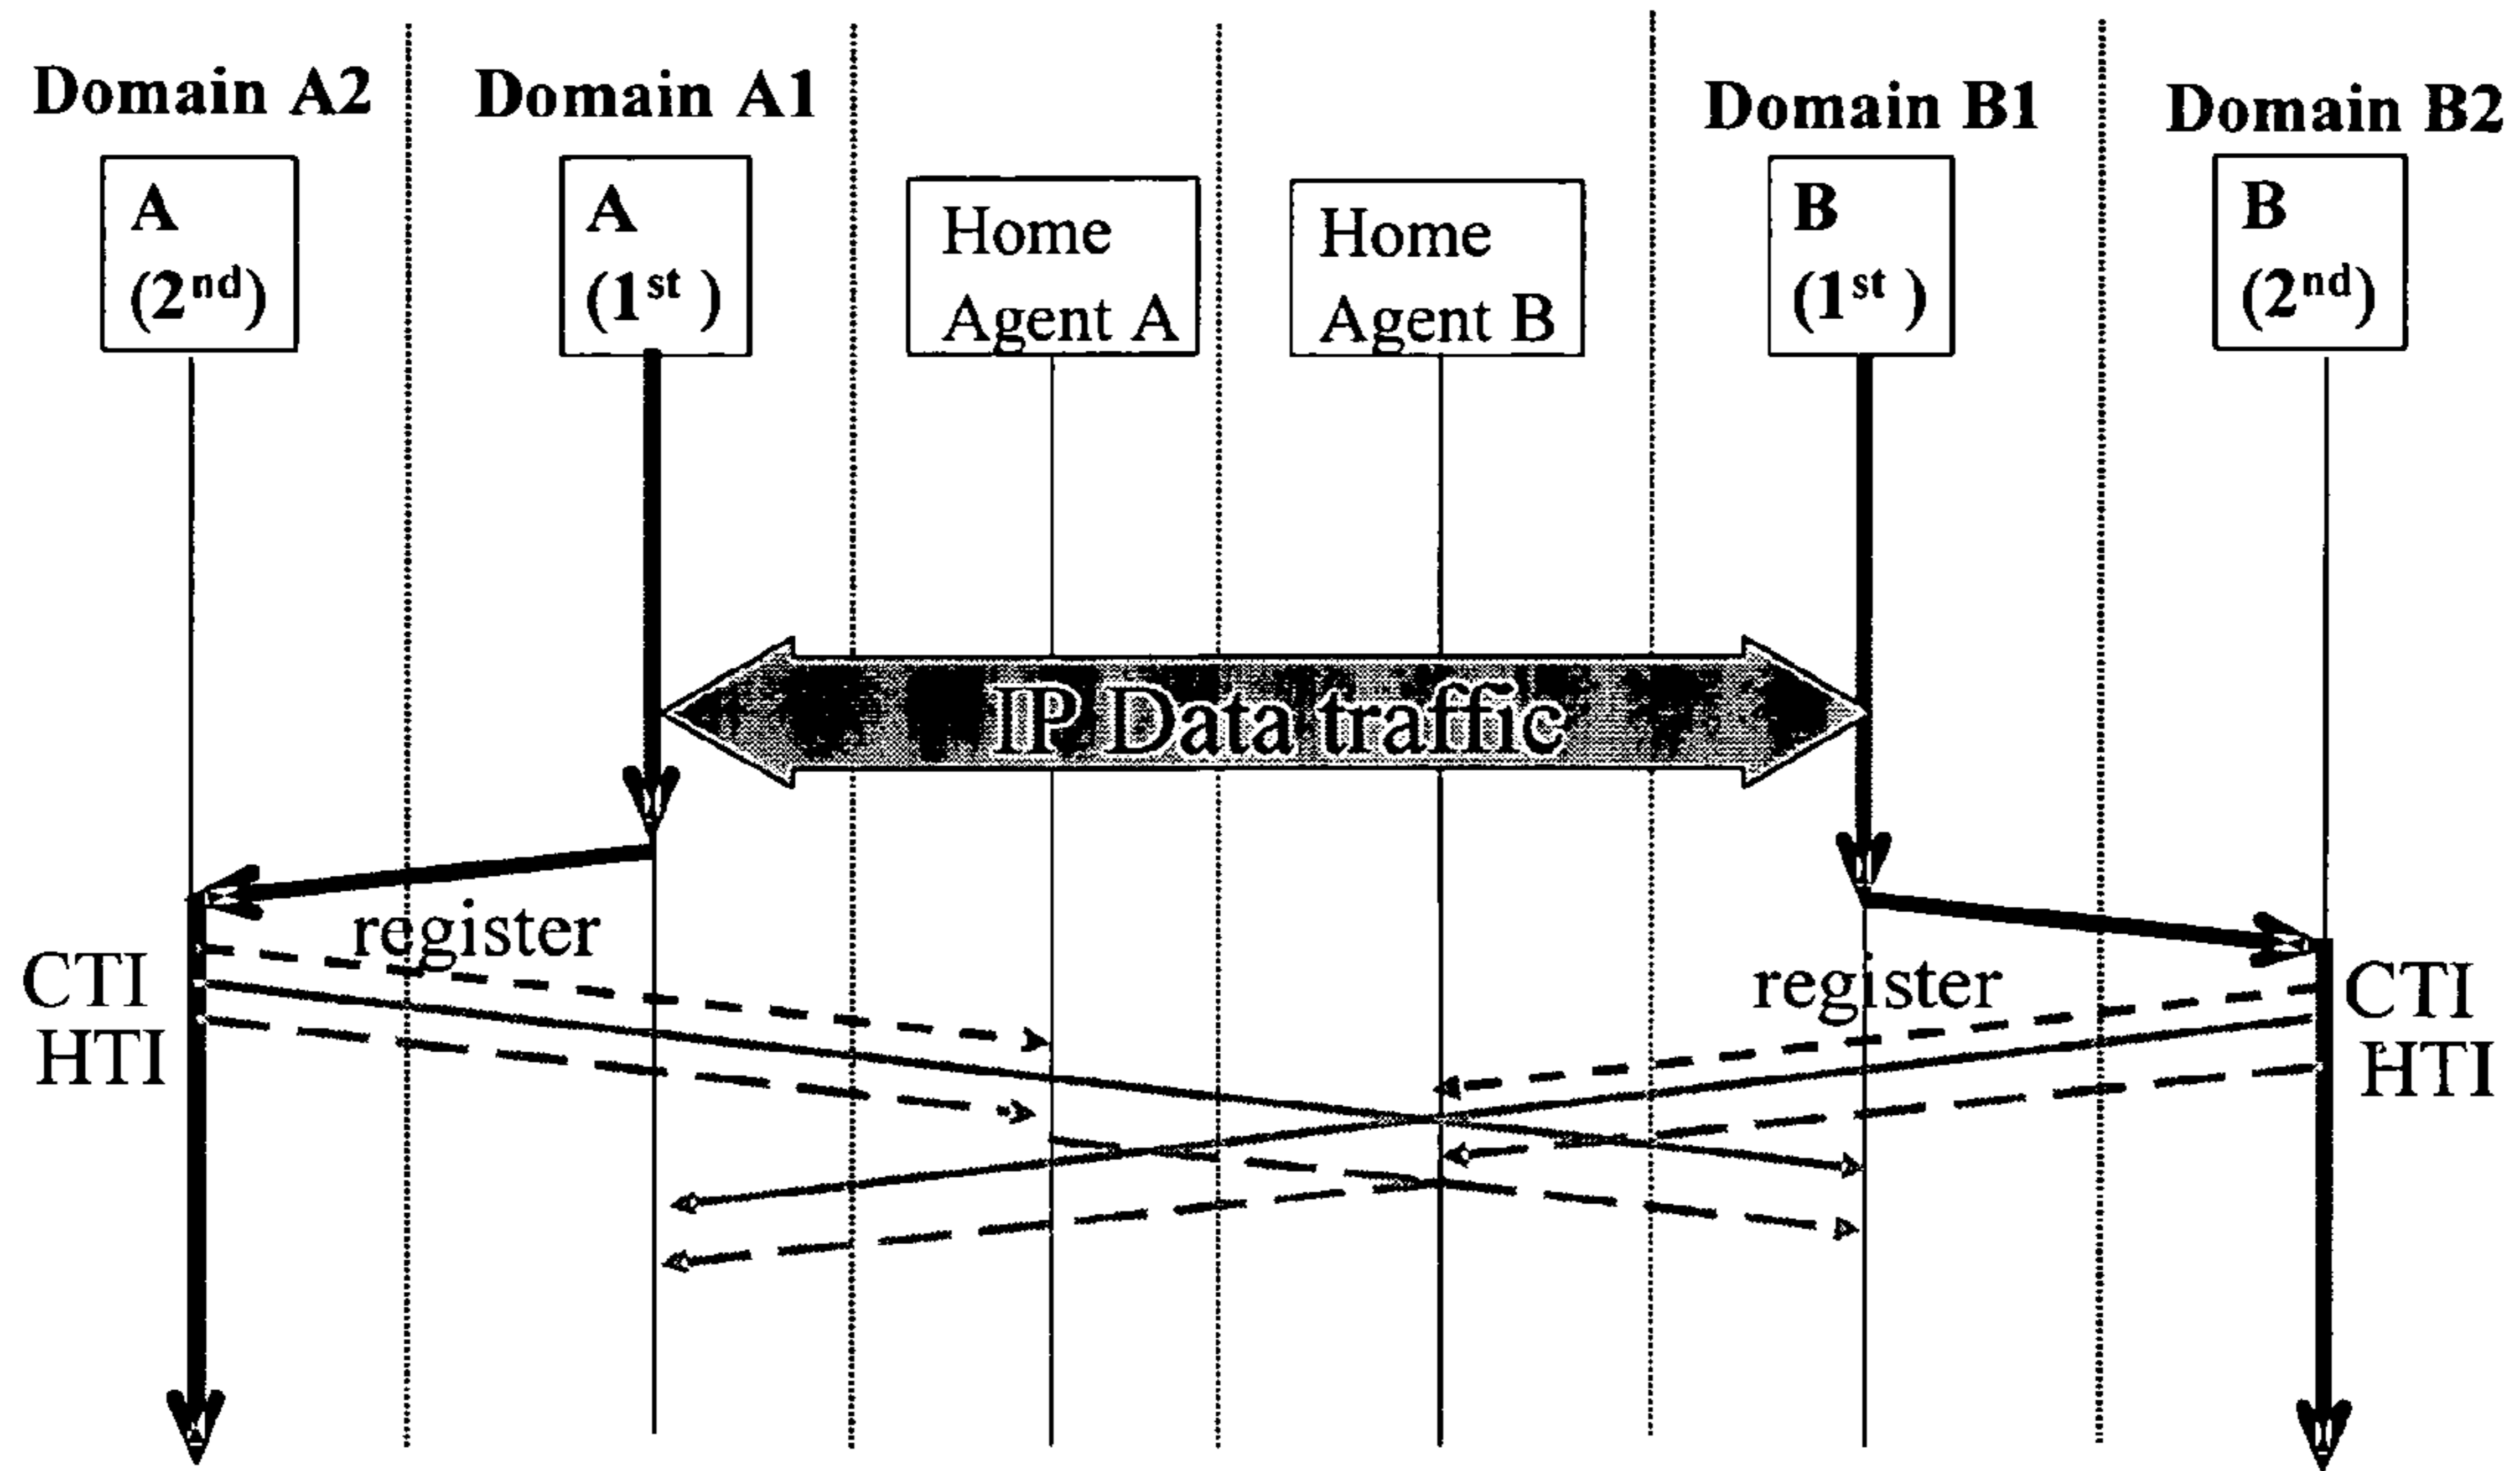 Domain A2
Domain A1
Domain B1
Domain B2
A
(2nd)
A
(1st )
Home
Agent A
Home
Agent B
B
(1st )
B
(2nd)
IP Data traffic
register
CTI
HTI
register
CTI
HTI